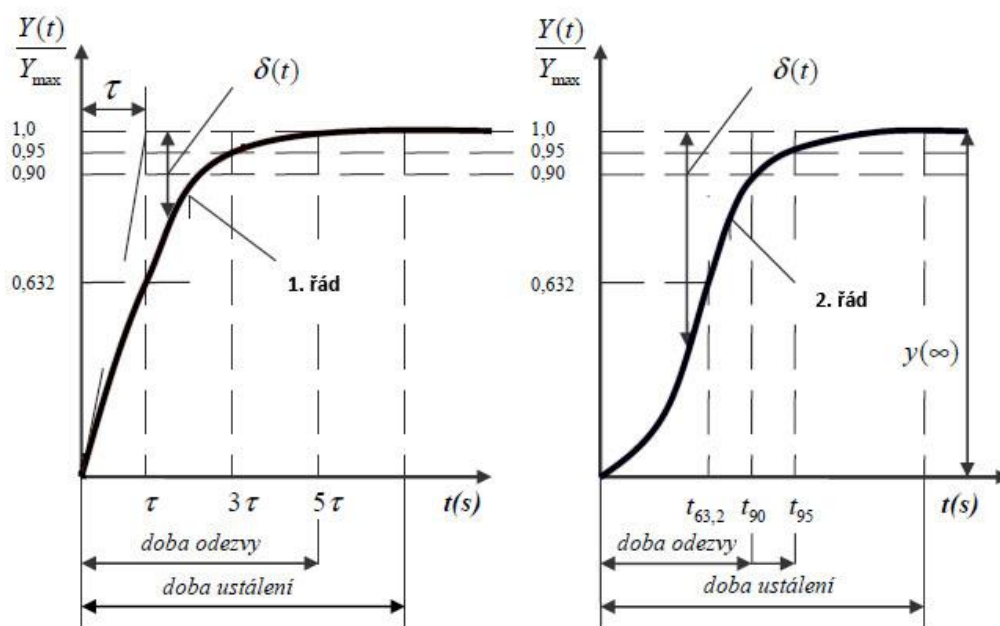 Y(t)
Y_max
τ
δ(t)
1,0
0,95
0,90
0,632
1. řád
τ
3 τ
5 τ
t(s)
doba odezvy
doba ustálení
Y(t)
Y_max
δ(t)
1,0
0,95
0,90
0,632
2. řád
y(∞)
t_63,2
t_90
t_95
t(s)
doba odezvy
doba ustálení